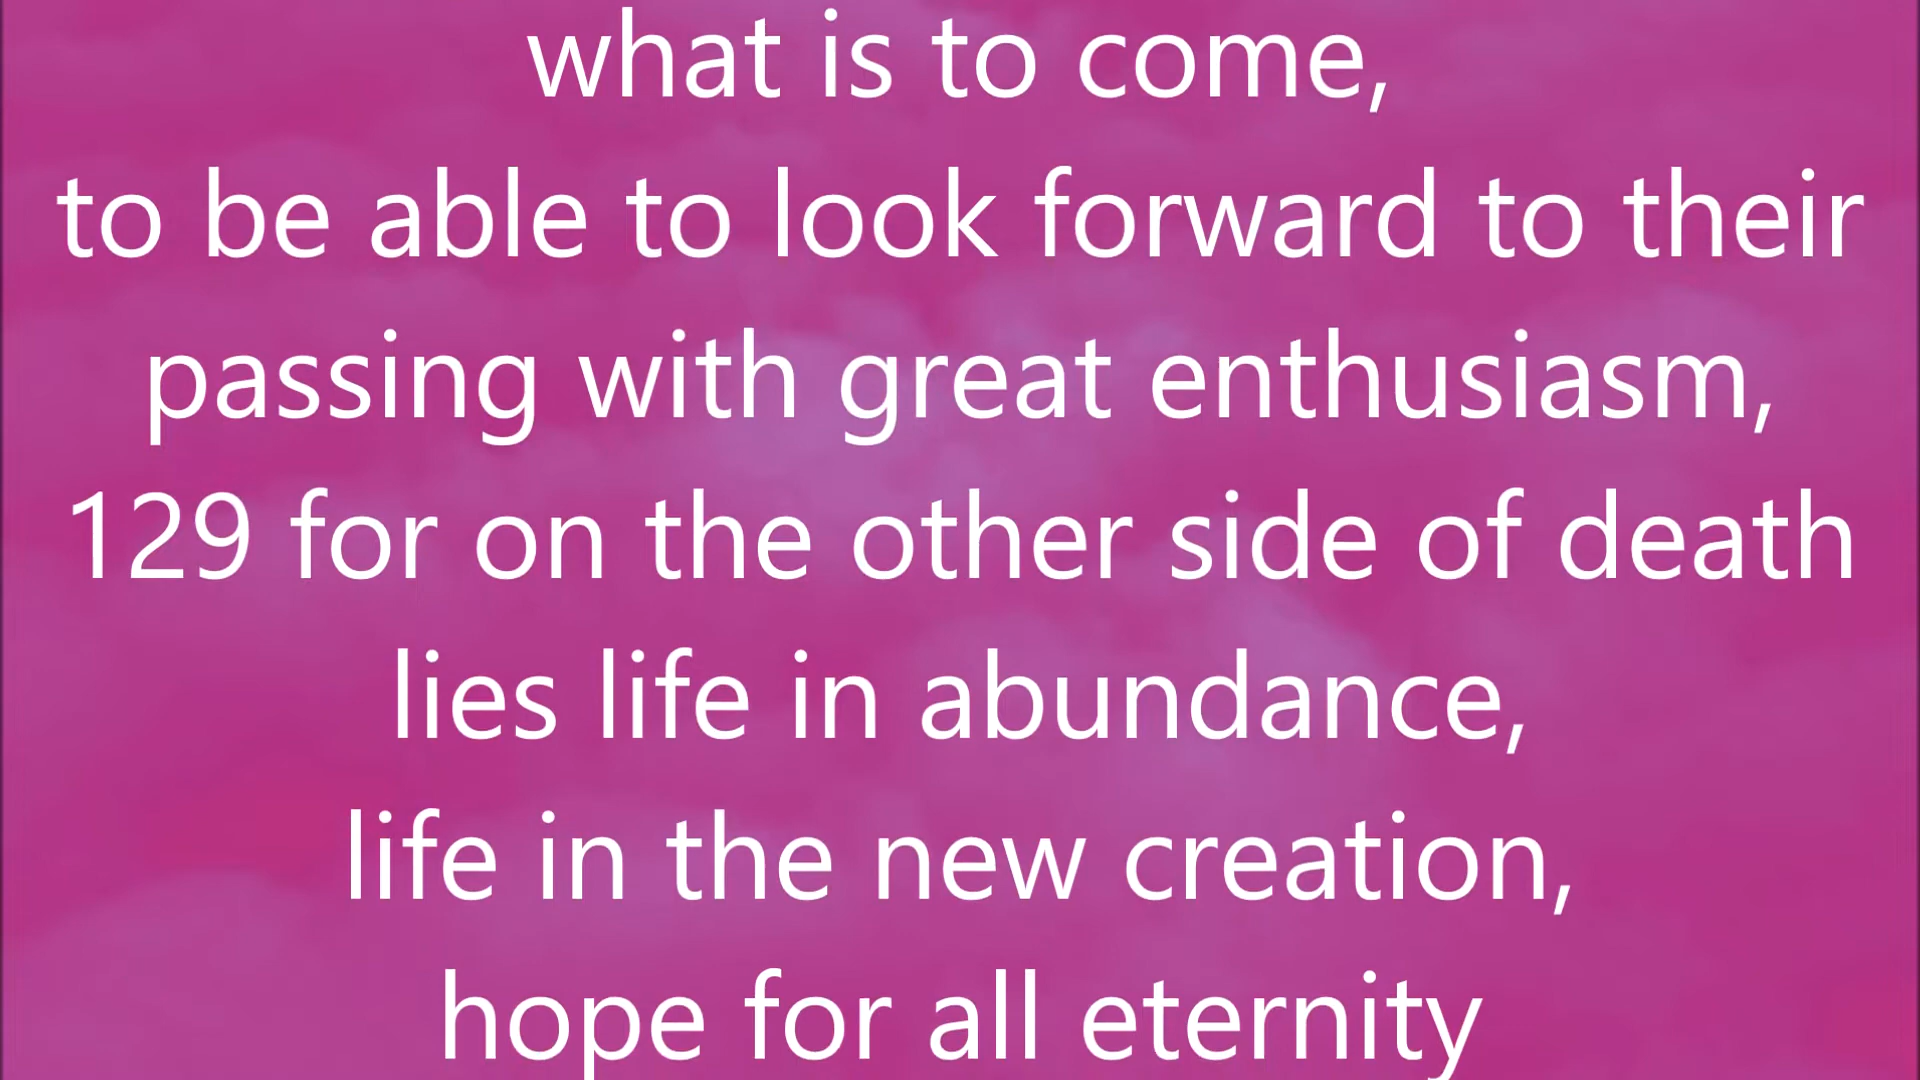 what is to come,
to be able to look forward to their
passing with great enthusiasm,
129 for on the other side of death
lies life in abundance,
life in the new creation,
hope for all eternity